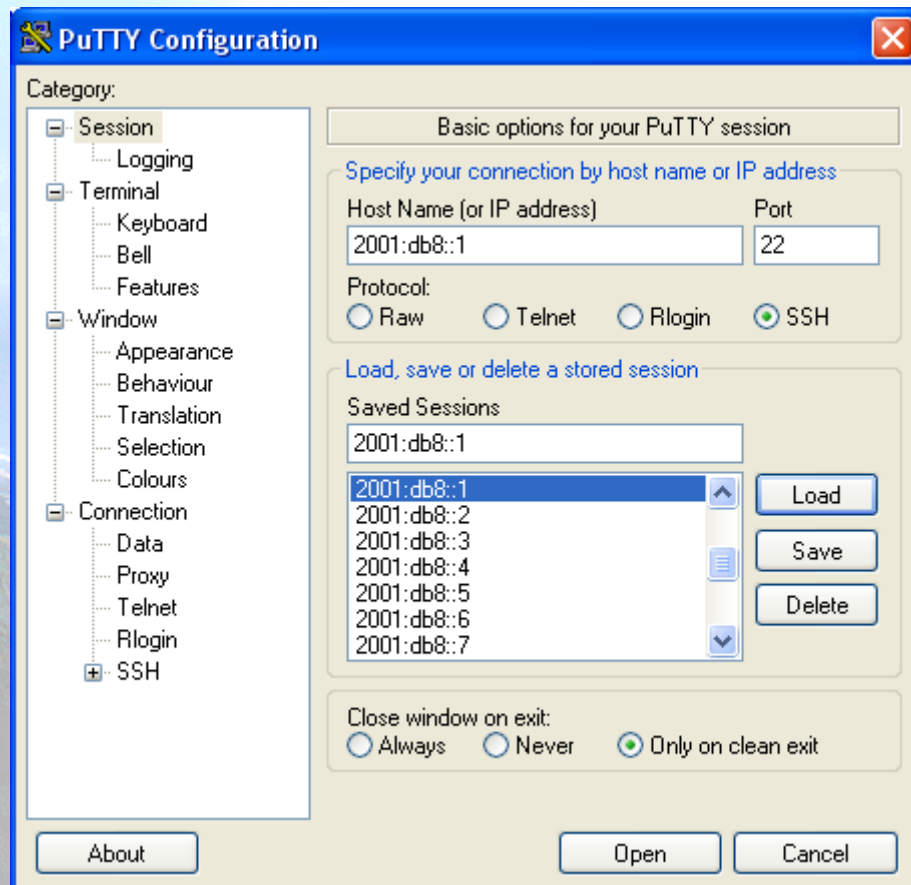 PuTTY Configuration
Category:
Session
Logging
Terminal
Keyboard
Bell
Features
Window
Appearance
Behaviour
Translation
Selection
Colours
Connection
Data
Proxy
Telnet
Rlogin
SSH
Basic options for your PuTTY session
Specify your connection by host name or IP address
Host Name (or IP address) Port
2001:db8::1 22
Protocol:
Raw Telnet Rlogin SSH
Load, save or delete a stored session
Saved Sessions
2001:db8::1
2001:db8::1
2001:db8::2
2001:db8::3
2001:db8::4
2001:db8::5
2001:db8::6
2001:db8::7
Load
Save
Delete
Close window on exit:
Always Never Only on clean exit
About Open Cancel